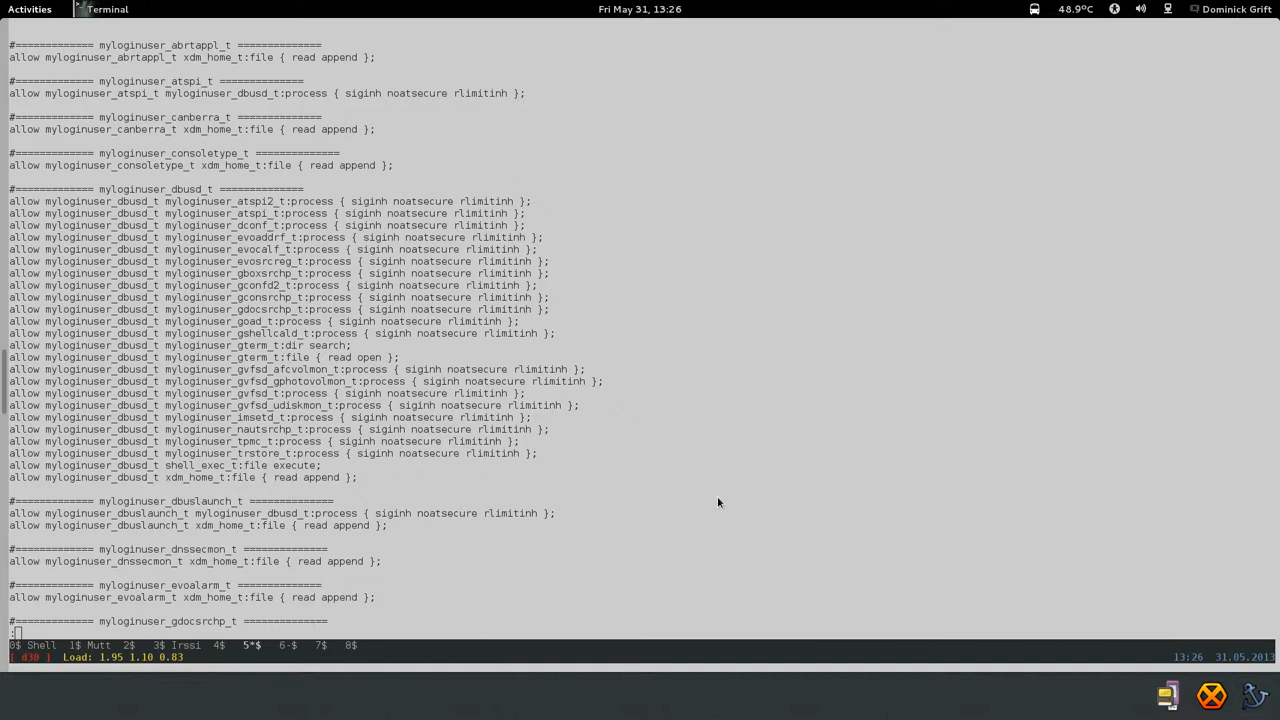 Activities Terminal Fri May 31, 13:26 48.9°C Dominick Grift
#============= myloginuser_abrtappl_t ==============
allow myloginuser_abrtappl_t xdm_home_t:file { read append };
#============= myloginuser_atspi_t ==============
allow myloginuser_atspi_t myloginuser_dbusd_t:process { siginh noatsecure rlimitinh };
#============= myloginuser_canberra_t ==============
allow myloginuser_canberra_t xdm_home_t:file { read append };
#============= myloginuser_consoletype_t ==============
allow myloginuser_consoletype_t xdm_home_t:file { read append };
#============= myloginuser_dbusd_t ==============
allow myloginuser_dbusd_t myloginuser_atspi2_t:process { siginh noatsecure rlimitinh };
allow myloginuser_dbusd_t myloginuser_atspi_t:process { siginh noatsecure rlimitinh };
allow myloginuser_dbusd_t myloginuser_dconf_t:process { siginh noatsecure rlimitinh };
allow myloginuser_dbusd_t myloginuser_evoaddrf_t:process { siginh noatsecure rlimitinh };
allow myloginuser_dbusd_t myloginuser_evocalf_t:process { siginh noatsecure rlimitinh };
allow myloginuser_dbusd_t myloginuser_evosrcreg_t:process { siginh noatsecure rlimitinh };
allow myloginuser_dbusd_t myloginuser_gboxsrchp_t:process { siginh noatsecure rlimitinh };
allow myloginuser_dbusd_t myloginuser_gconfd2_t:process { siginh noatsecure rlimitinh };
allow myloginuser_dbusd_t myloginuser_gconsrchp_t:process { siginh noatsecure rlimitinh };
allow myloginuser_dbusd_t myloginuser_gdocsrchp_t:process { siginh noatsecure rlimitinh };
allow myloginuser_dbusd_t myloginuser_goad_t:process { siginh noatsecure rlimitinh };
allow myloginuser_dbusd_t myloginuser_gshellcald_t:process { siginh noatsecure rlimitinh };
allow myloginuser_dbusd_t myloginuser_gterm_t:dir search;
allow myloginuser_dbusd_t myloginuser_gterm_t:file { read open };
allow myloginuser_dbusd_t myloginuser_gvfsd_afcvolmon_t:process { siginh noatsecure rlimitinh };
allow myloginuser_dbusd_t myloginuser_gvfsd_gphotovolmon_t:process { siginh noatsecure rlimitinh };
allow myloginuser_dbusd_t myloginuser_gvfsd_t:process { siginh noatsecure rlimitinh };
allow myloginuser_dbusd_t myloginuser_gvfsd_udiskmon_t:process { siginh noatsecure rlimitinh };
allow myloginuser_dbusd_t myloginuser_imsetd_t:process { siginh noatsecure rlimitinh };
allow myloginuser_dbusd_t myloginuser_nautsrchp_t:process { siginh noatsecure rlimitinh };
allow myloginuser_dbusd_t myloginuser_tpmc_t:process { siginh noatsecure rlimitinh };
allow myloginuser_dbusd_t myloginuser_trstore_t:process { siginh noatsecure rlimitinh };
allow myloginuser_dbusd_t shell_exec_t:file execute;
allow myloginuser_dbusd_t xdm_home_t:file { read append };
#============= myloginuser_dbuslaunch_t ==============
allow myloginuser_dbuslaunch_t myloginuser_dbusd_t:process { siginh noatsecure rlimitinh };
allow myloginuser_dbuslaunch_t xdm_home_t:file { read append };
#============= myloginuser_dnssecmon_t ==============
allow myloginuser_dnssecmon_t xdm_home_t:file { read append };
#============= myloginuser_evoalarm_t ==============
allow myloginuser_evoalarm_t xdm_home_t:file { read append };
#============= myloginuser_gdocsrchp_t ==============
:
0$ Shell 1$ Mutt 2$ 3$ Irssi 4$ 5*$ 6-$ 7$ 8$
[ d30 ] Load: 1.95 1.10 0.83 13:26 31.05.2013